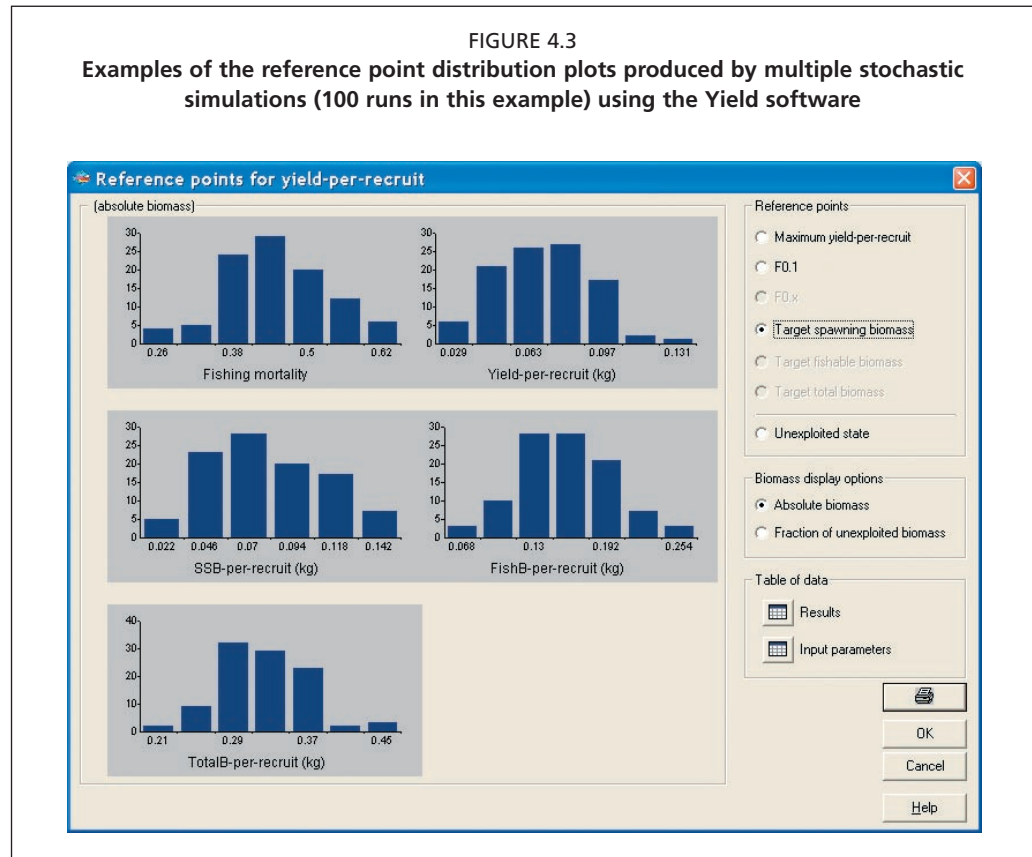 FIGURE 4.3
Examples of the reference point distribution plots produced by multiple stochastic
simulations (100 runs in this example) using the Yield software
Reference points for yield-per-recruit
(absolute biomass)
30
25
20
15
10
5
0
0.26 0.38 0.5 0.62
Fishing mortality
30
25
20
15
10
5
0
0.029 0.063 0.097 0.131
Yield-per-recruit (kg)
30
25
20
15
10
5
0
0.022 0.046 0.07 0.094 0.118 0.142
SSB-per-recruit (kg)
30
25
20
15
10
5
0
0.068 0.13 0.192 0.254
FishB-per-recruit (kg)
40
30
20
10
0
0.21 0.29 0.37 0.45
TotalB-per-recruit (kg)
Reference points
Maximum yield-per-recruit
F0.1
F0.x
Target spawning biomass
Target fishable biomass
Target total biomass
Unexploited state
Biomass display options
Absolute biomass
Fraction of unexploited biomass
Table of data
Results
Input parameters
OK
Cancel
Help